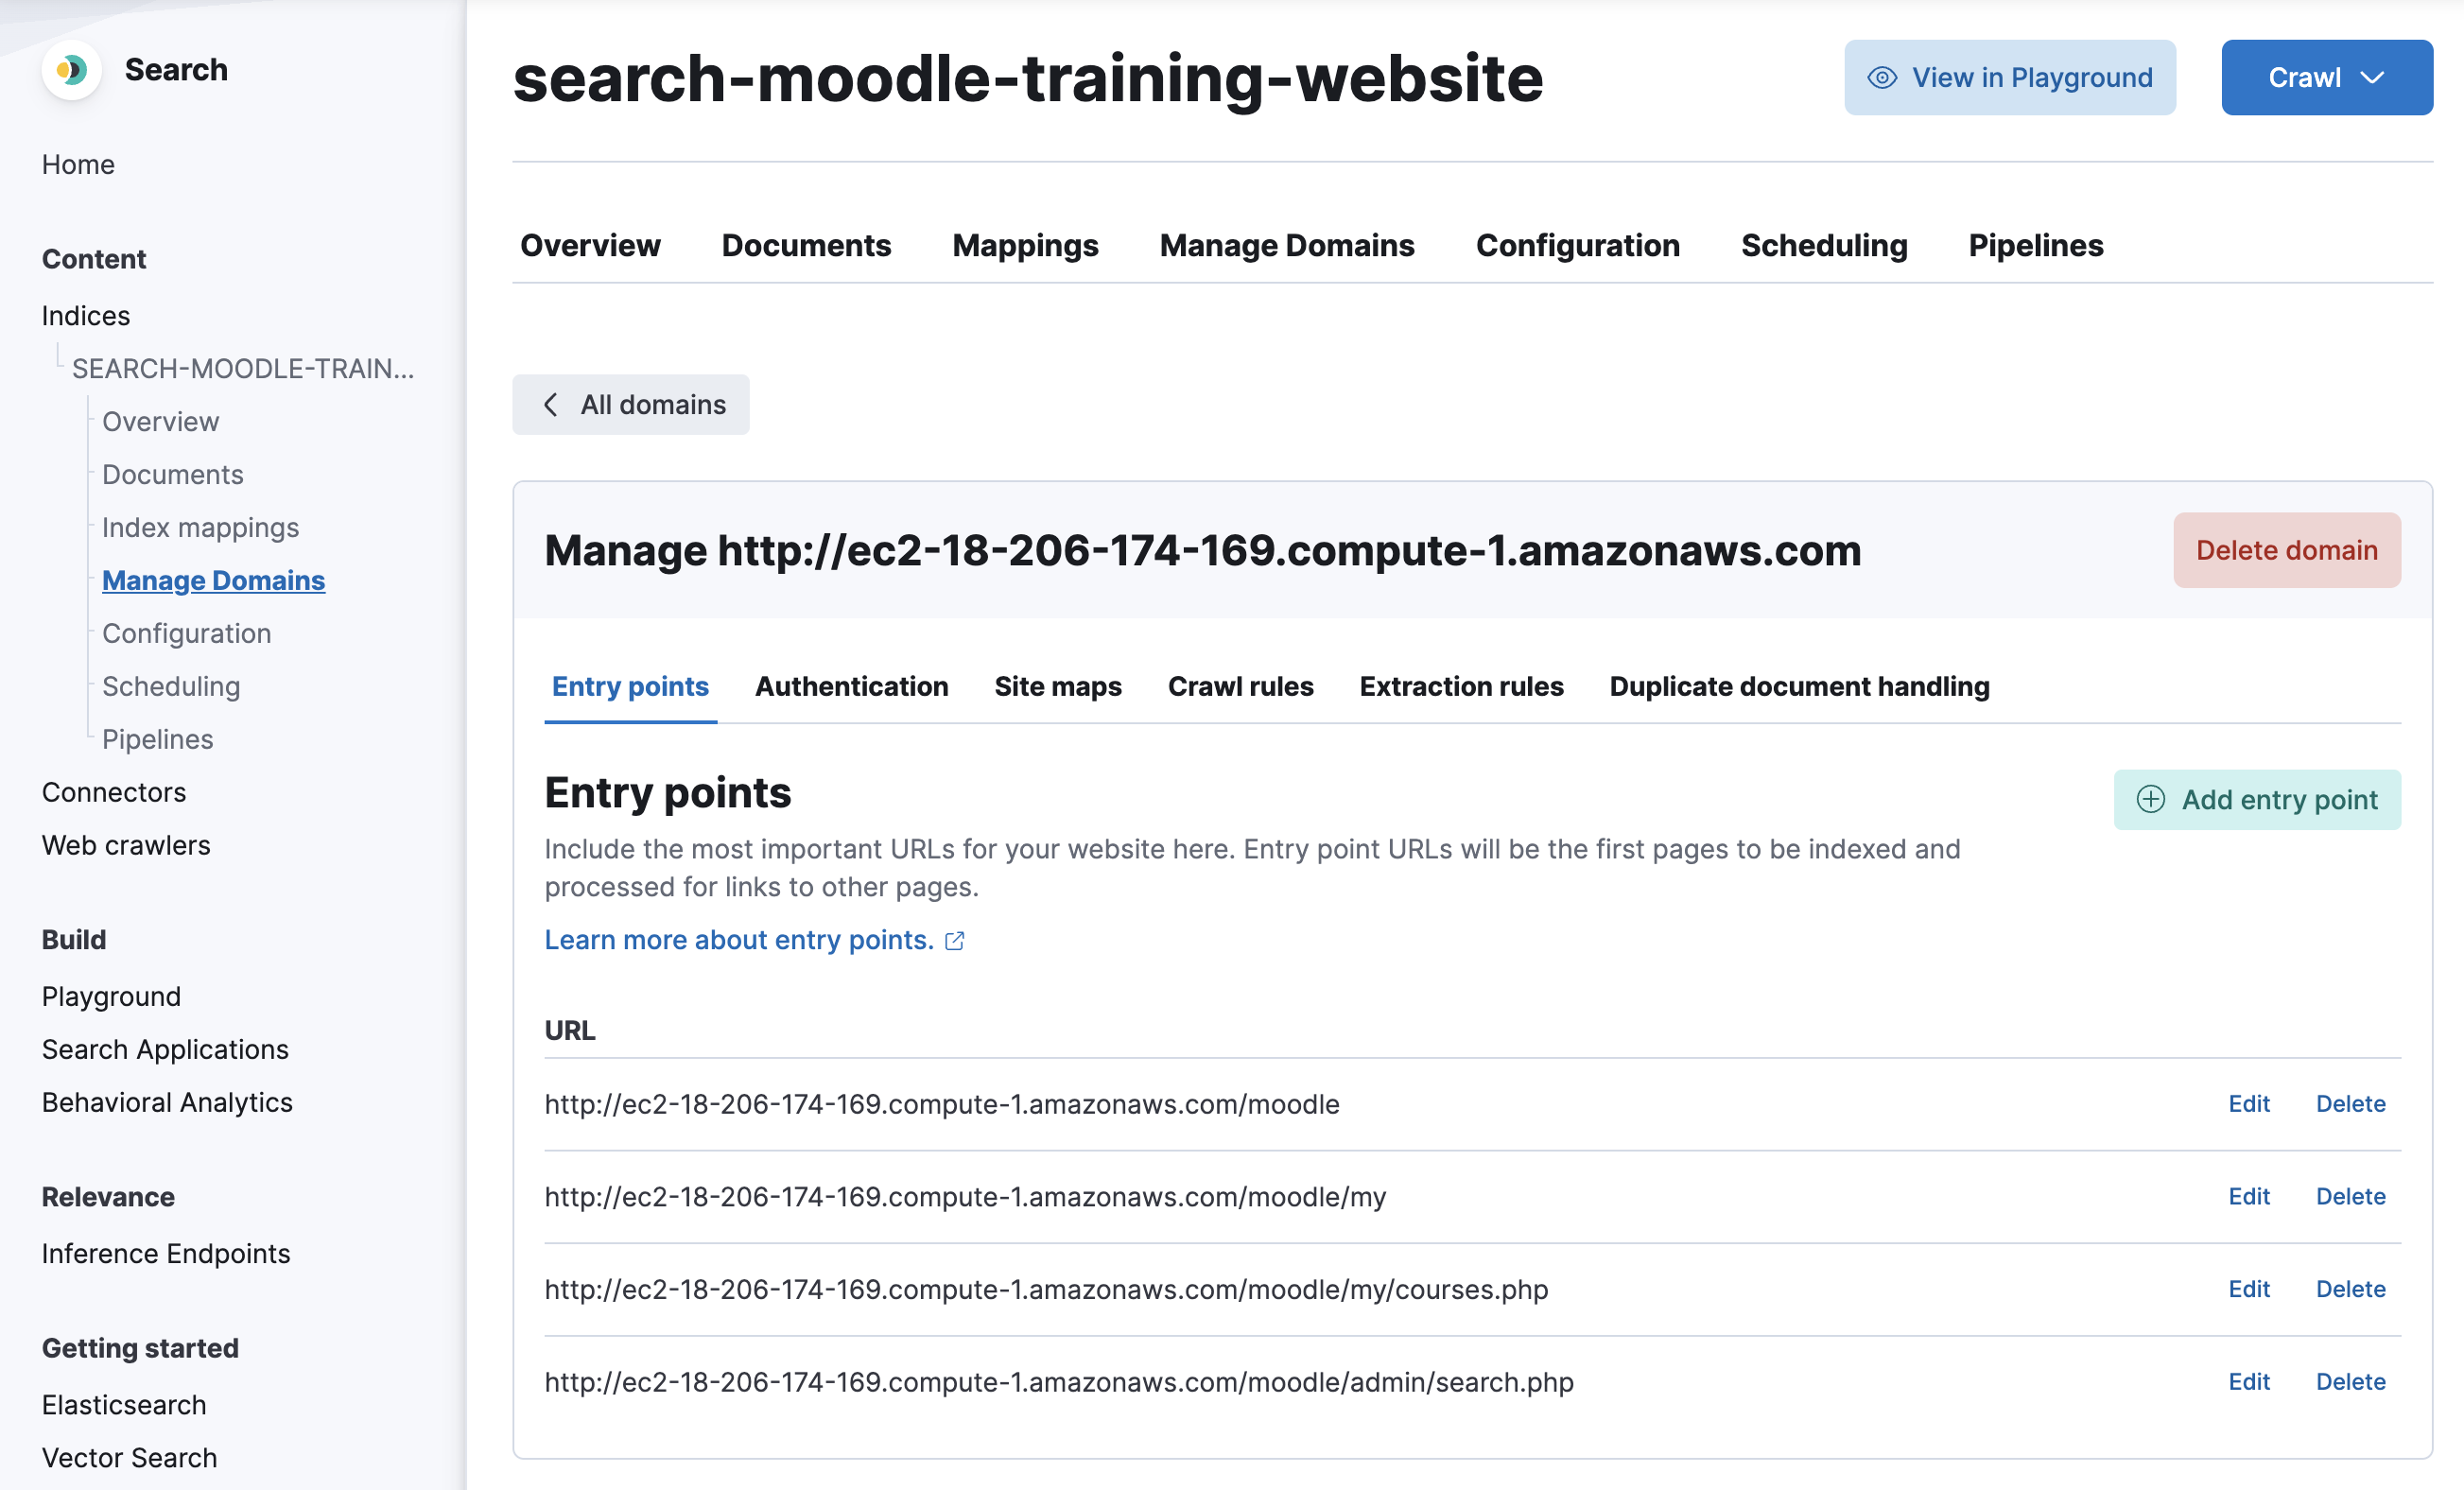 Search
Home
Content
Indices
SEARCH-MOODLE-TRAIN...
Overview
Documents
Index mappings
Manage Domains
Configuration
Scheduling
Pipelines
Connectors
Web crawlers
Build
Playground
Search Applications
Behavioral Analytics
Relevance
Inference Endpoints
Getting started
Elasticsearch
Vector Search
search-moodle-training-website
View in Playground
Crawl
Overview Documents Mappings Manage Domains Configuration Scheduling Pipelines
All domains
Manage http://ec2-18-206-174-169.compute-1.amazonaws.com
Delete domain
Entry points Authentication Site maps Crawl rules Extraction rules Duplicate document handling
Entry points
Add entry point
Include the most important URLs for your website here. Entry point URLs will be the first pages to be indexed and
processed for links to other pages.
Learn more about entry points.
URL
http://ec2-18-206-174-169.compute-1.amazonaws.com/moodle Edit Delete
http://ec2-18-206-174-169.compute-1.amazonaws.com/moodle/my Edit Delete
http://ec2-18-206-174-169.compute-1.amazonaws.com/moodle/my/courses.php Edit Delete
http://ec2-18-206-174-169.compute-1.amazonaws.com/moodle/admin/search.php Edit Delete